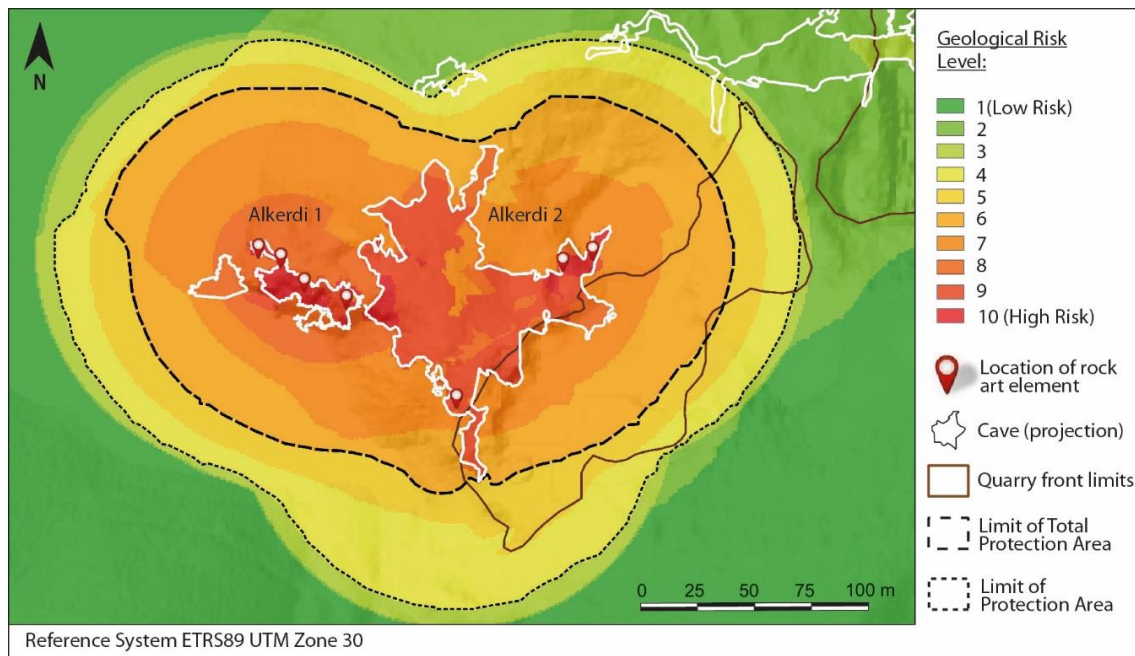 N
Alkerdi 1
Alkerdi 2
0 25 50 75 100 m
Reference System ETRS89 UTM Zone 30
Geological Risk
Level:
1 (Low Risk)
2
3
4
5
6
7
8
9
10 (High Risk)
Location of rock
art element
Cave (projection)
Quarry front limits
Limit of Total
Protection Area
Limit of
Protection Area